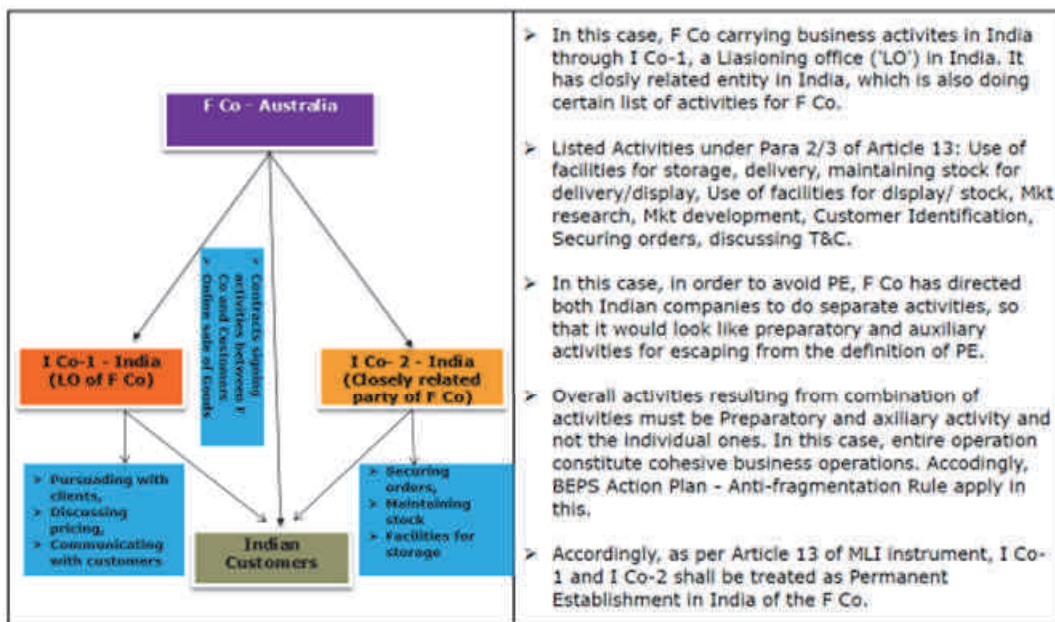 F Co - Australia
➤ Contracts signing
activities between F
Co and Customers
➤ Online sale of Goods
I Co-1 - India
(LO of F Co)
I Co- 2 - India
(Closely related
party of F Co)
➤ Pursuading with
clients,
➤ Discussing
pricing,
➤ Communicating
with customers
Indian
Customers
➤ Securing
orders,
➤ Maintaining
stock
➤ Facilities for
storage
➤ In this case, F Co carrying business activites in India
through I Co-1, a Liasioning office ('LO') in India. It
has closly related entity in India, which is also doing
certain list of activities for F Co.
➤ Listed Activities under Para 2/3 of Article 13: Use of
facilities for storage, delivery, maintaining stock for
delivery/display, Use of facilities for display/ stock, Mkt
research, Mkt development, Customer Identification,
Securing orders, discussing T&C.
➤ In this case, in order to avoid PE, F Co has directed
both Indian companies to do separate activities, so
that it would look like preparatory and auxiliary
activities for escaping from the definition of PE.
➤ Overall activities resulting from combination of
activities must be Preparatory and axiliary activity and
not the individual ones. In this case, entire operation
constitute cohesive business operations. Accodingly,
BEPS Action Plan - Anti-fragmentation Rule apply in
this.
➤ Accordingly, as per Article 13 of MLI instrument, I Co-
1 and I Co-2 shall be treated as Permanent
Establishment in India of the F Co.